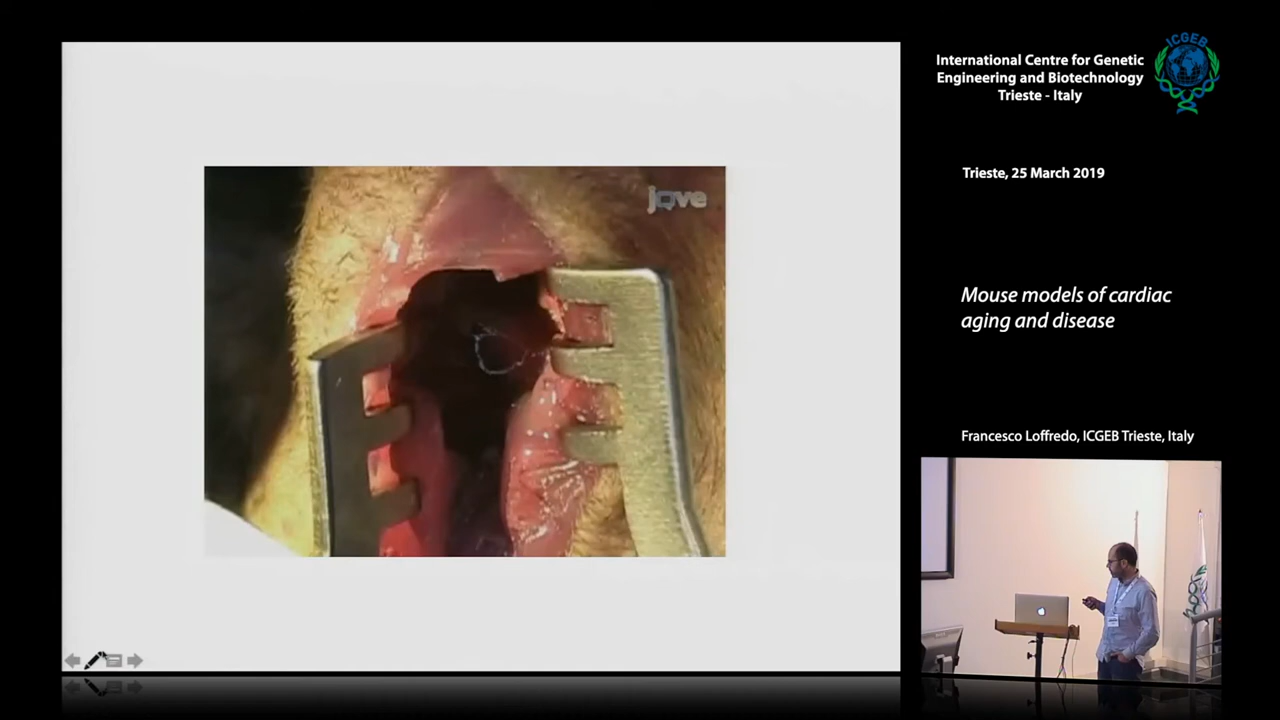 jove
International Centre for Genetic
Engineering and Biotechnology
Trieste - Italy
ICGEB
Trieste, 25 March 2019
Mouse models of cardiac
aging and disease
Francesco Loffredo, ICGEB Trieste, Italy